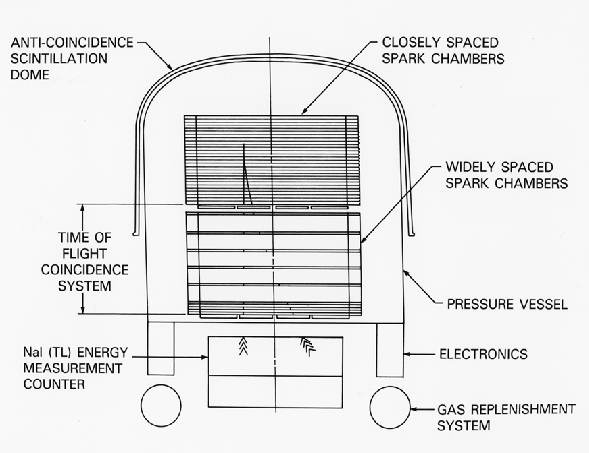 ANTI-COINCIDENCE
SCINTILLATION
DOME
CLOSELY SPACED
SPARK CHAMBERS
WIDELY SPACED
SPARK CHAMBERS
TIME OF
FLIGHT
COINCIDENCE
SYSTEM
PRESSURE VESSEL
NaI (TL) ENERGY
MEASUREMENT
COUNTER
ELECTRONICS
GAS REPLENISHMENT
SYSTEM